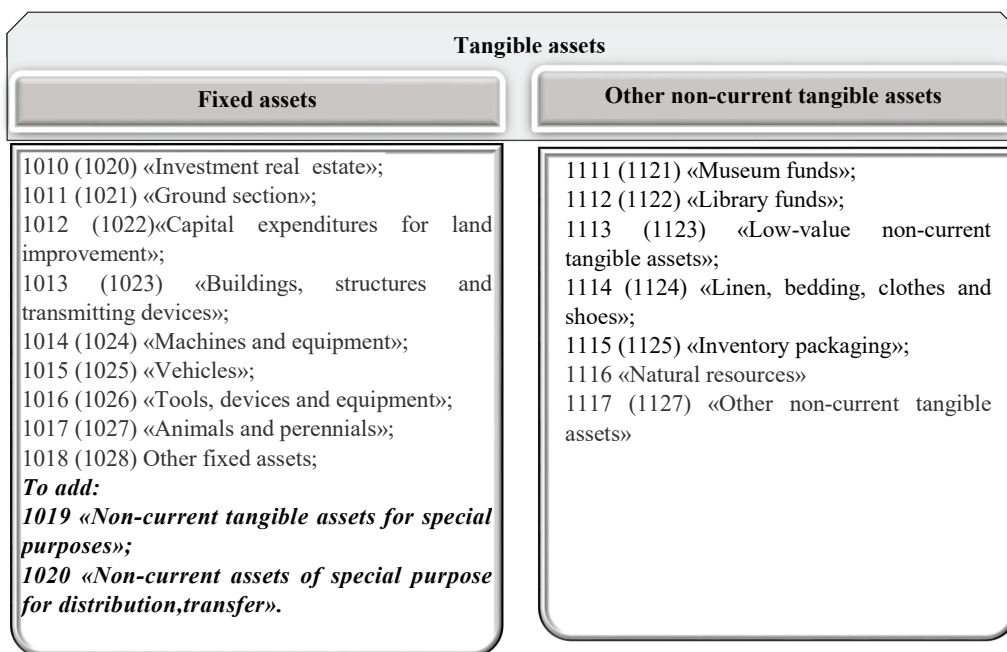 Tangible assets
Fixed assets
1010 (1020) «Investment real estate»;
1011 (1021) «Ground section»;
1012 (1022)«Capital expenditures for land
improvement»;
1013 (1023) «Buildings, structures and
transmitting devices»;
1014 (1024) «Machines and equipment»;
1015 (1025) «Vehicles»;
1016 (1026) «Tools, devices and equipment»;
1017 (1027) «Animals and perennials»;
1018 (1028) Other fixed assets;
To add:
1019 «Non-current tangible assets for special
purposes»;
1020 «Non-current assets of special purpose
for distribution,transfer».
Other non-current tangible assets
1111 (1121) «Museum funds»;
1112 (1122) «Library funds»;
1113 (1123) «Low-value non-current
tangible assets»;
1114 (1124) «Linen, bedding, clothes and
shoes»;
1115 (1125) «Inventory packaging»;
1116 «Natural resources»
1117 (1127) «Other non-current tangible
assets»